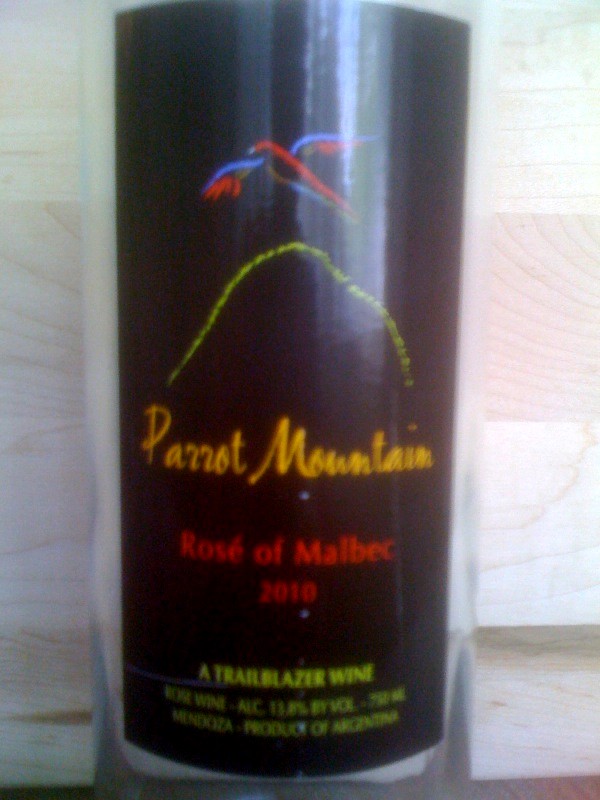 Parrot Mountain
Rosé of Malbec
2010
A TRAILBLAZER WINE
ROSE WINE - ALC. 13.8% BY VOL. - 750 ML
MENDOZA - PRODUCT OF ARGENTINA